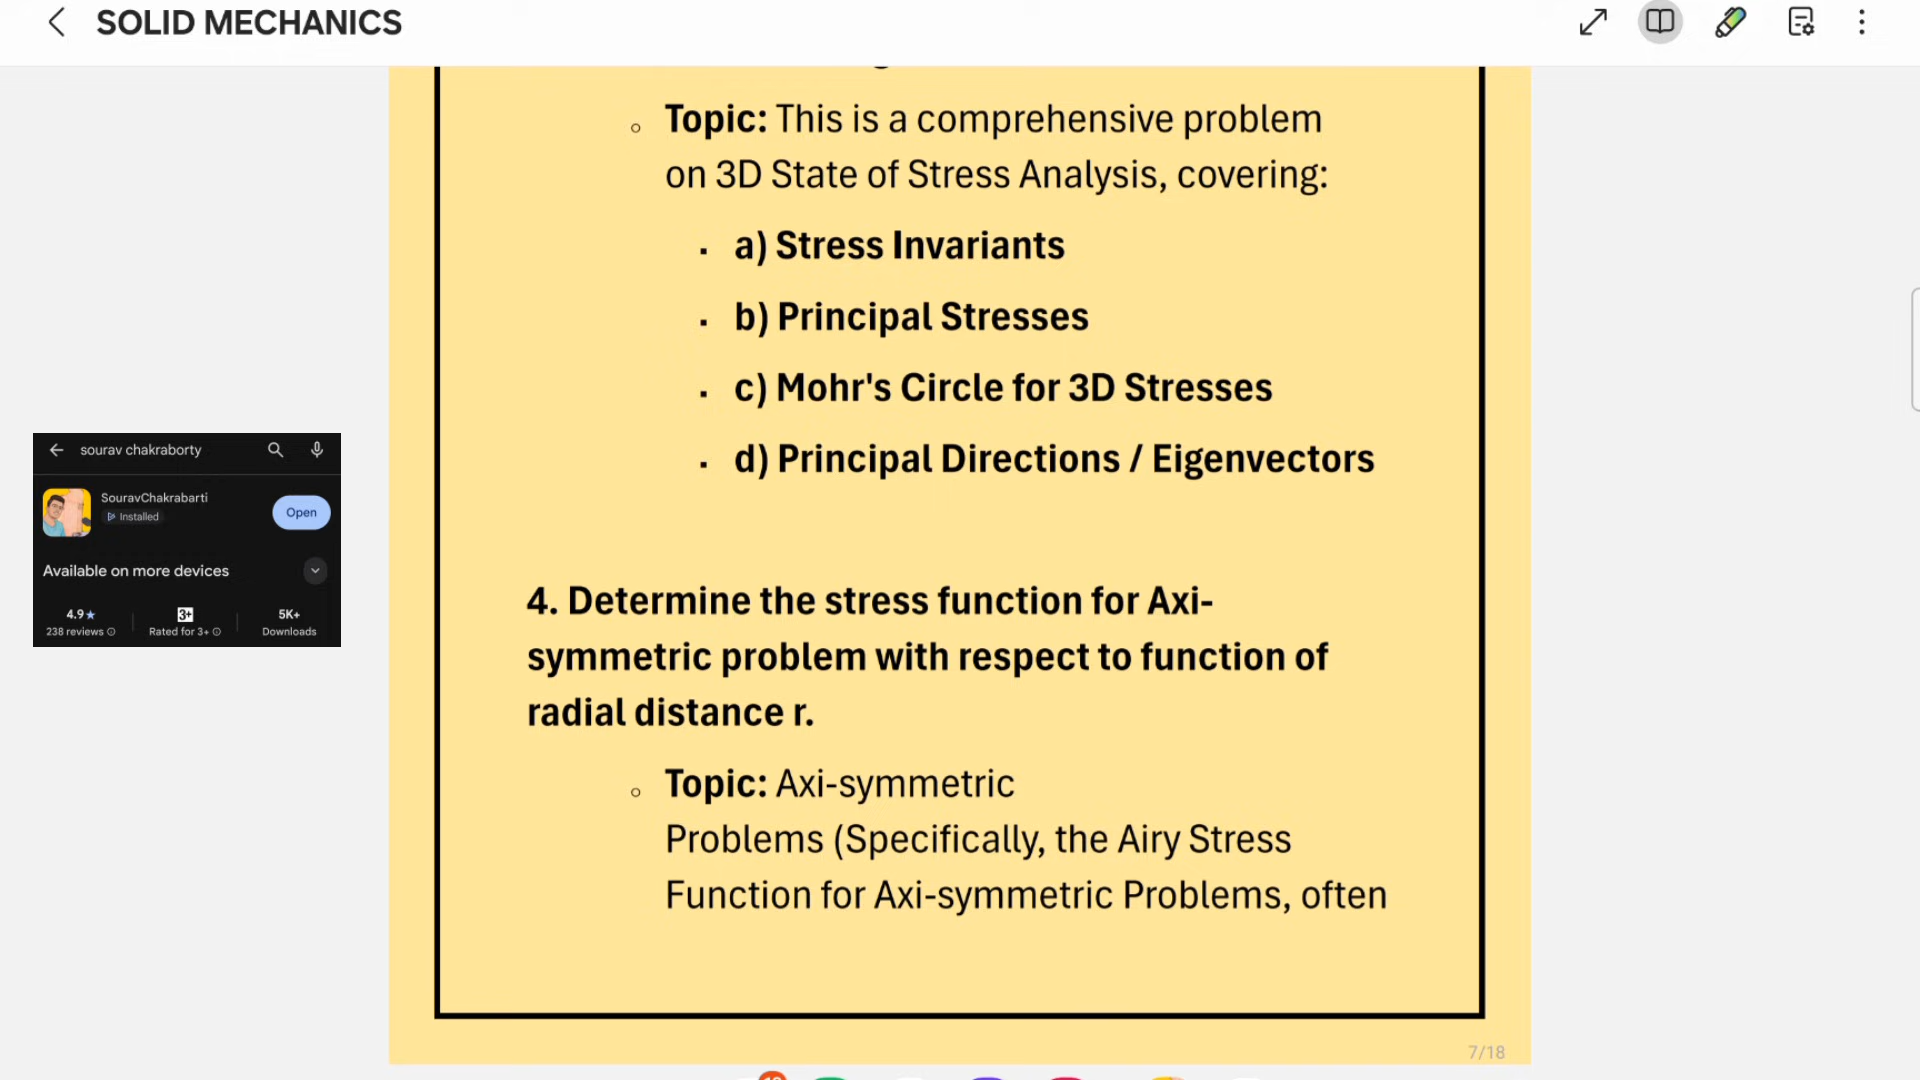 SOLID MECHANICS
Topic: This is a comprehensive problem
on 3D State of Stress Analysis, covering:
a) Stress Invariants
b) Principal Stresses
c) Mohr's Circle for 3D Stresses
d) Principal Directions / Eigenvectors
sourav chakraborty
SouravChakrabarti
Installed
Open
Available on more devices
4.9★
238 reviews
3+
Rated for 3+
5K+
Downloads
4. Determine the stress function for Axi-
symmetric problem with respect to function of
radial distance r.
Topic: Axi-symmetric
Problems (Specifically, the Airy Stress
Function for Axi-symmetric Problems, often
7/18